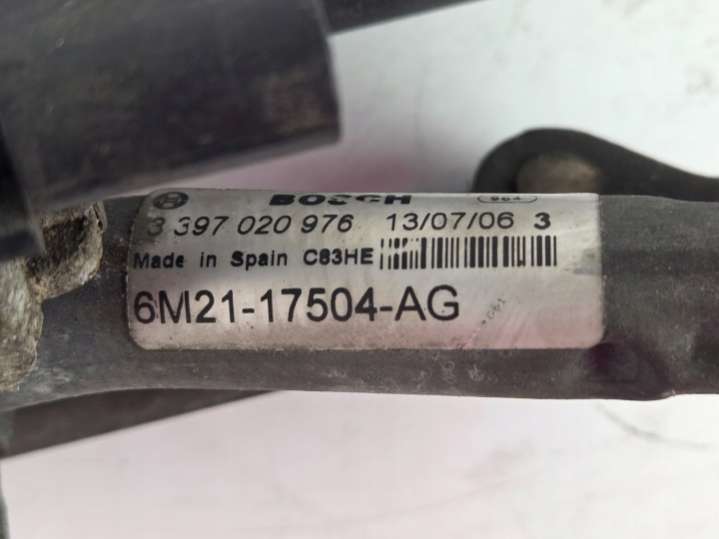 BOSCH
3 397 020 976 13/07/06 3
Made in Spain C83HE
6M21-17504-AG